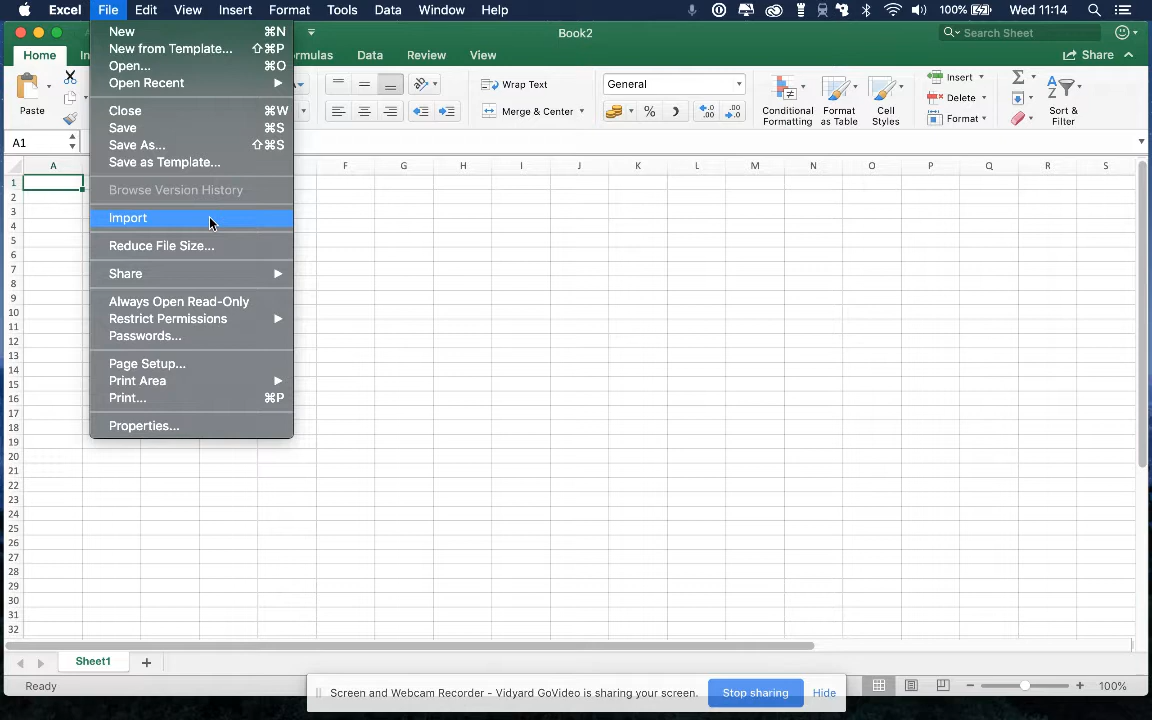 Excel File Edit View Insert Format Tools Data Window Help 100% Wed 11:14
Book2 Search Sheet
Home In rmulas Data Review View Share
New ⌘N
New from Template... ⇧⌘P
Open... ⌘O
Open Recent
Close ⌘W
Save ⌘S
Save As... ⇧⌘S
Save as Template...
Browse Version History
Import
Reduce File Size...
Share
Always Open Read-Only
Restrict Permissions
Passwords...
Page Setup...
Print Area
Print... ⌘P
Properties...
Paste
Wrap Text
Merge & Center
General
%
Conditional Formatting
Format as Table
Cell Styles
Insert
Delete
Format
Sort & Filter
A1
A F G H I J K L M N O P Q R S
1
2
3
4
5
6
7
8
9
10
11
12
13
14
15
16
17
18
19
20
21
22
23
24
25
26
27
28
29
30
31
32
Sheet1
Ready
Screen and Webcam Recorder - Vidyard GoVideo is sharing your screen. Stop sharing Hide
100%